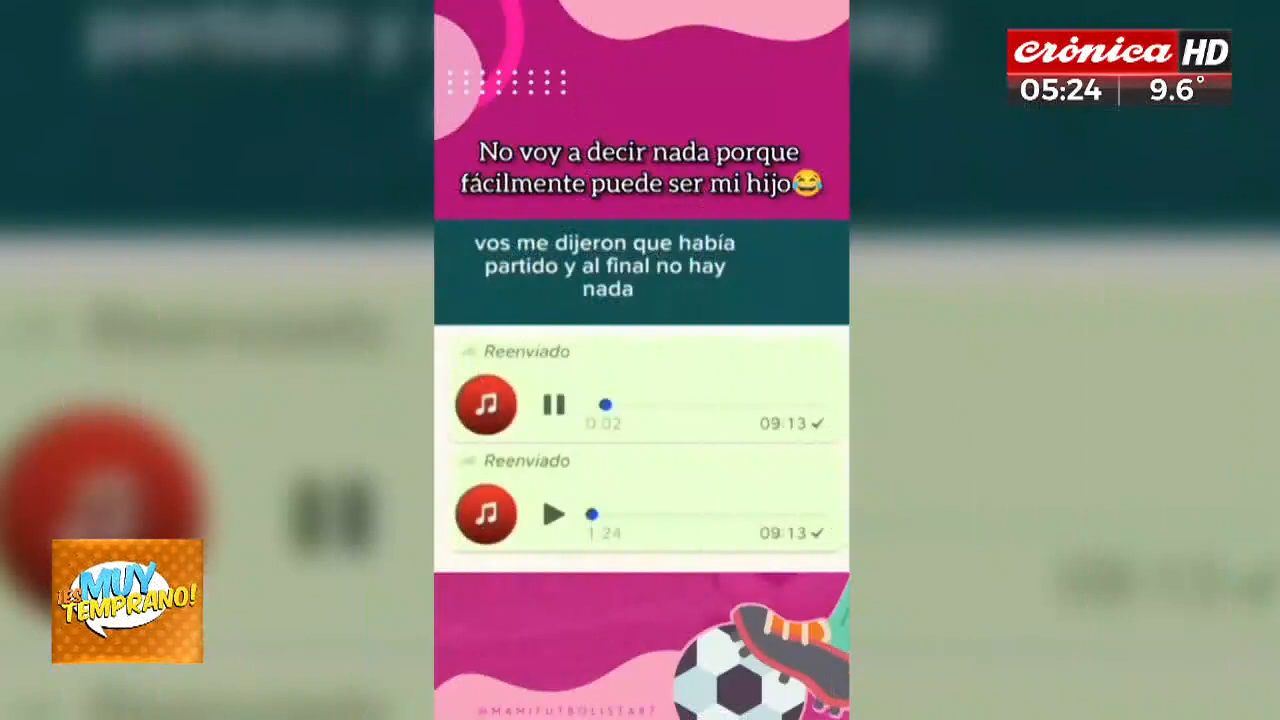 crónica HD
05:24 9.6°
No voy a decir nada porque
fácilmente puede ser mi hijo😂
vos me dijeron que había
partido y al final no hay
nada
Reenviado
0:02 09:13
Reenviado
1:24 09:13
¡ES MUY
TEMPRANO!
@MAMIFUTBOLISTA87